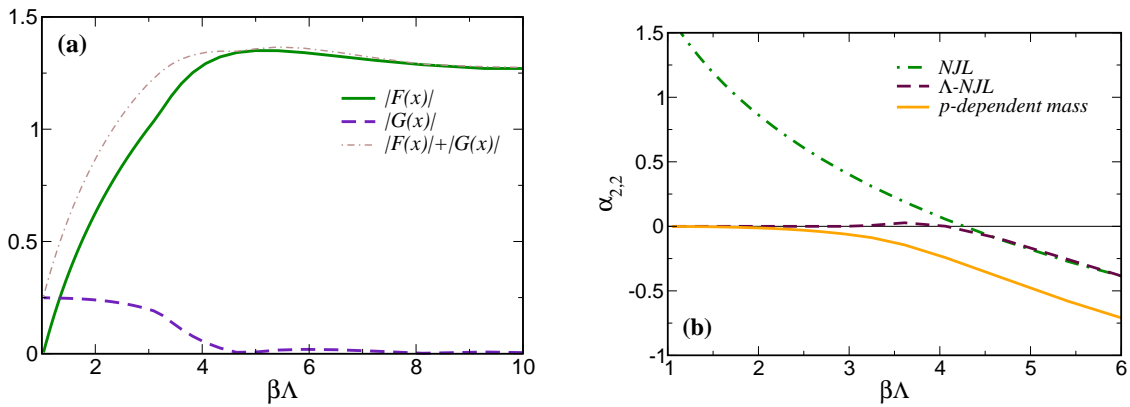 (a)
|F(x)|
|G(x)|
|F(x)|+|G(x)|
1.5
1
0.5
0
2 4 6 8 10
βΛ
(b)
NJL
Λ-NJL
p-dependent mass
α2,2
1.5
1
0.5
0
-0.5
-1
1 2 3 4 5 6
βΛ